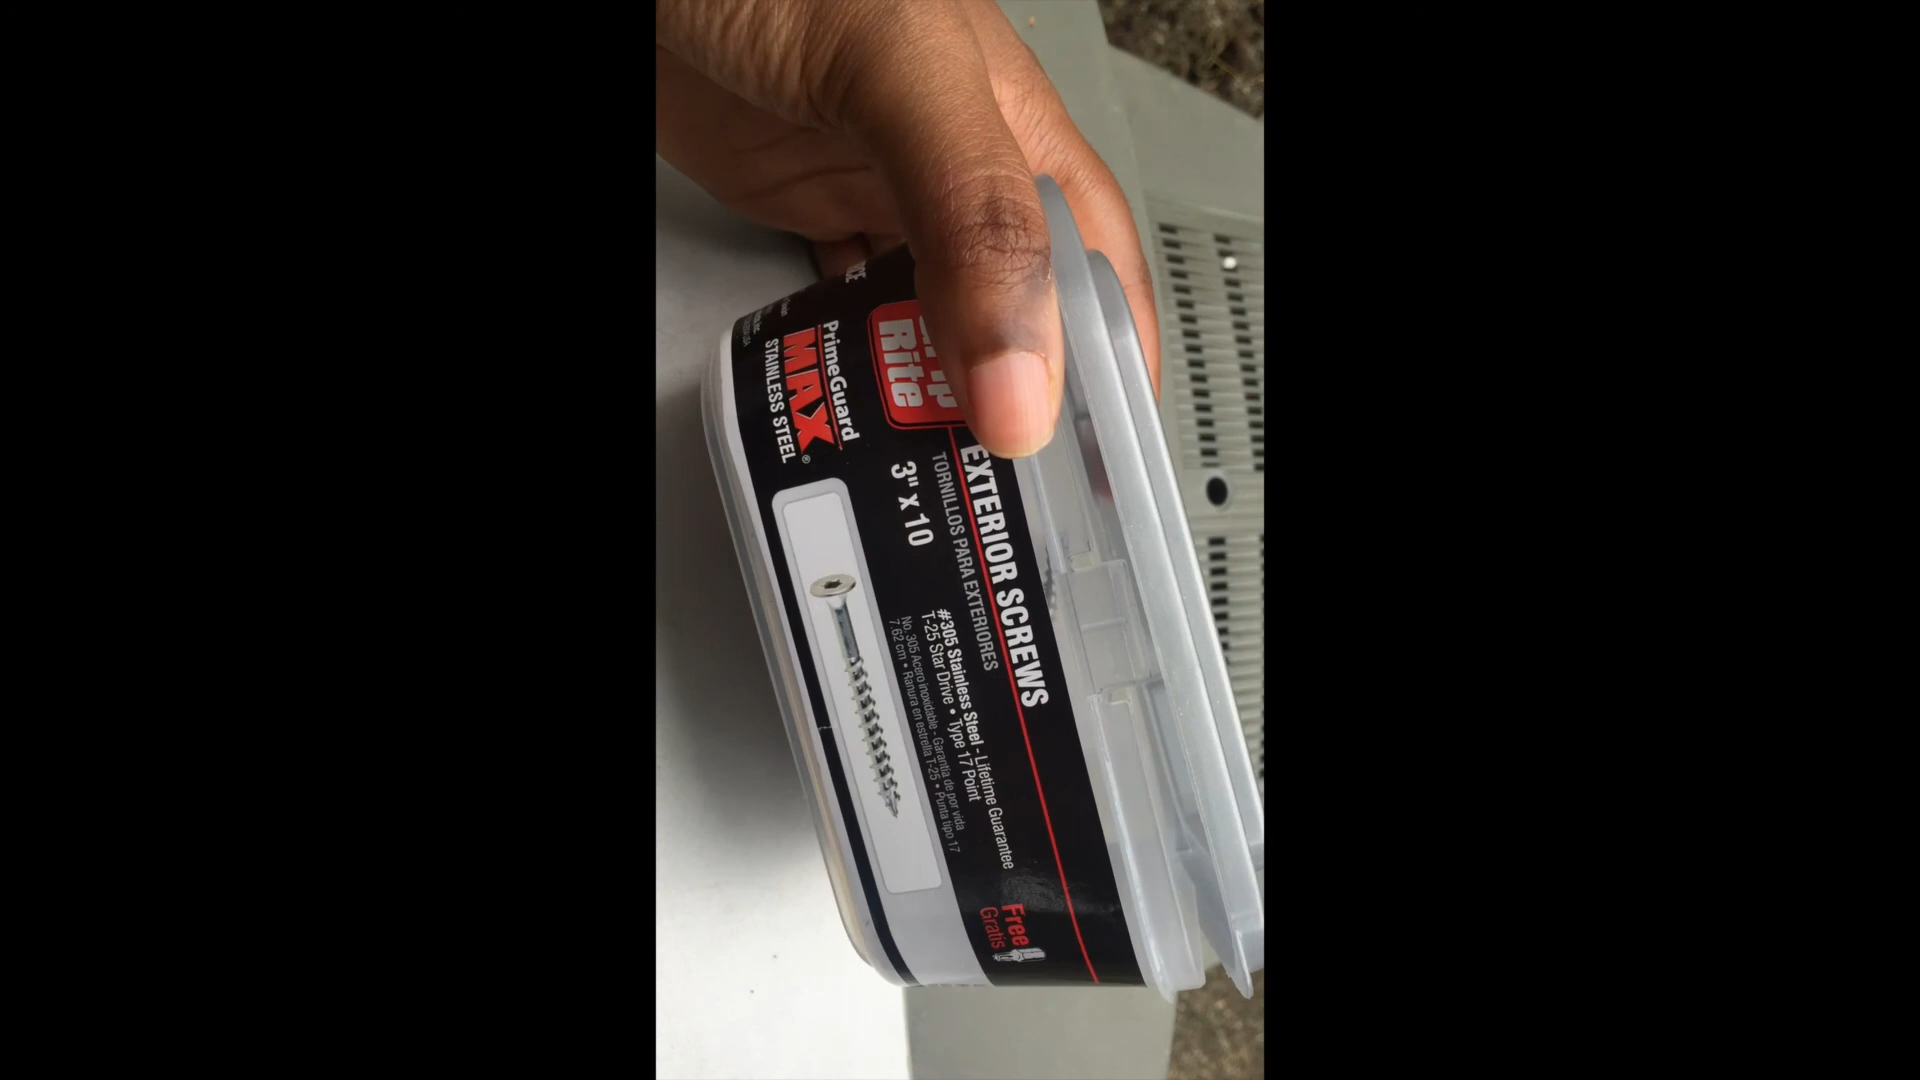 Rite
PrimeGuard
MAX®
STAINLESS STEEL
EXTERIOR SCREWS
TORNILLOS PARA EXTERIORES
3" x 10
#305 Stainless Steel - Lifetime Guarantee
T-25 Star Drive • Type 17 Point
No. 305 Acero inoxidable - Garantía de por vida
7.62 cm • Ranura en estrella T-25 • Punta tipo 17
Free
Gratis